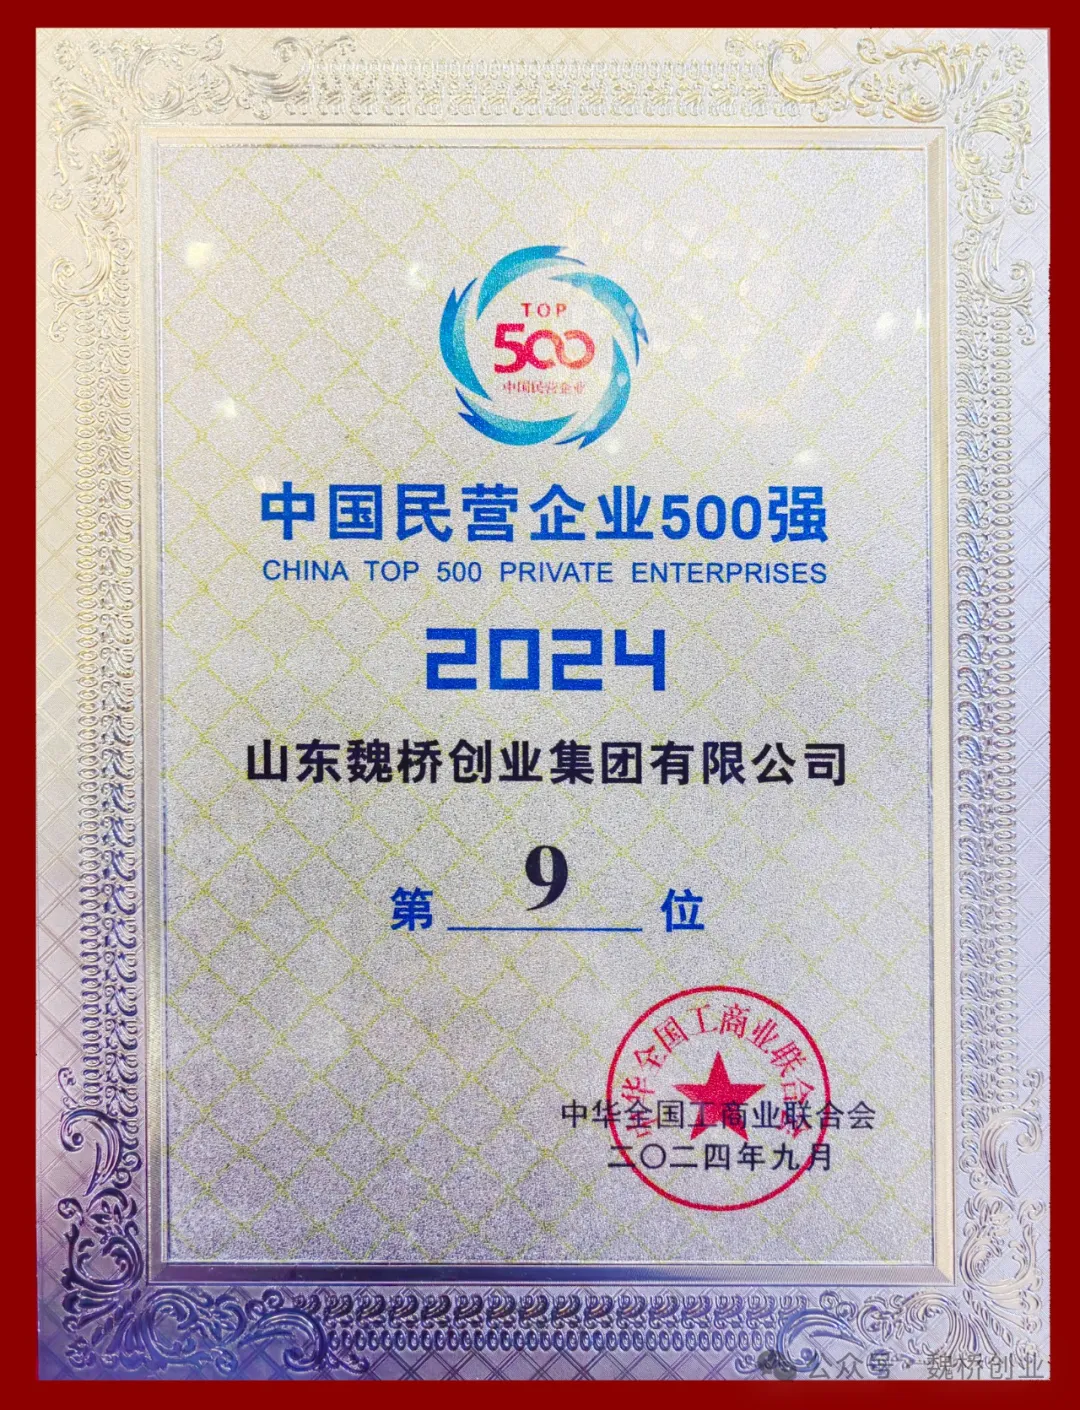 TOP
500
中国民营企业
中国民营企业500强
CHINA TOP 500 PRIVATE ENTERPRISES
2024
山东魏桥创业集团有限公司
第 9 位
中华全国工商业联合会
中华全国工商业联合会
二〇二四年九月
公众号·魏桥创业